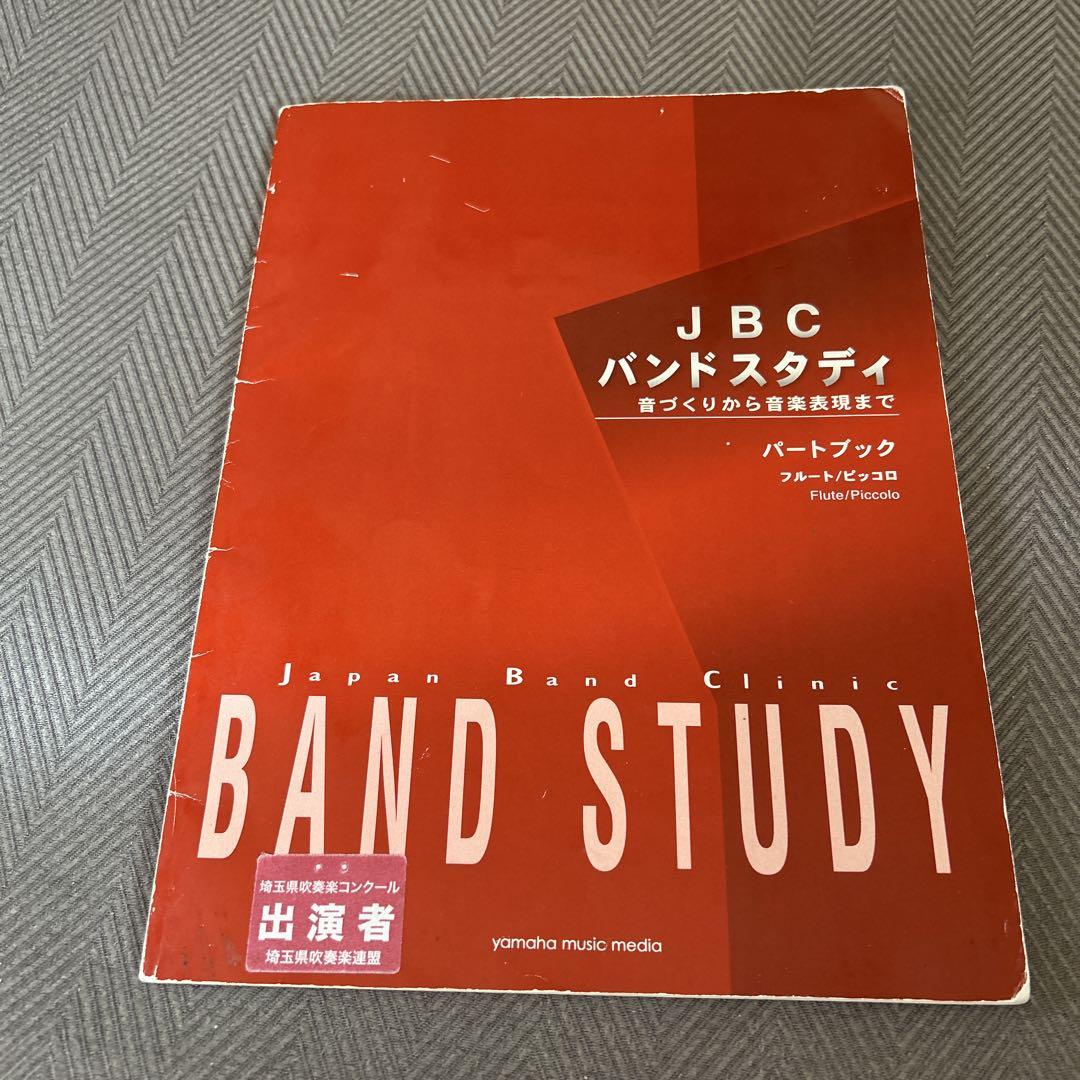 JBC
バンドスタディ
音づくりから音楽表現まで
パートブック
フルート/ピッコロ
Flute/Piccolo
Japan Band Clinic
BAND STUDY
埼玉県吹奏楽コンクール
出演者
埼玉県吹奏楽連盟
yamaha music media